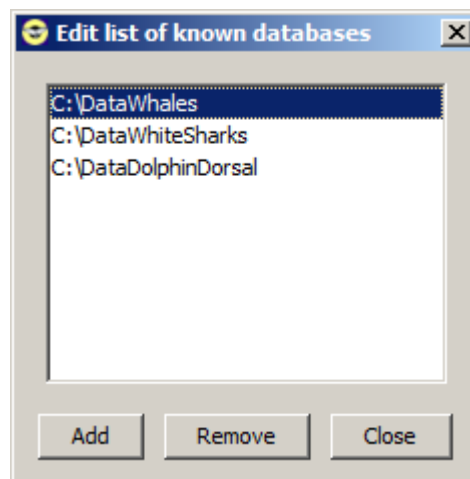 Edit list of known databases
C:\DataWhales
C:\DataWhiteSharks
C:\DataDolphinDorsal
Add Remove Close